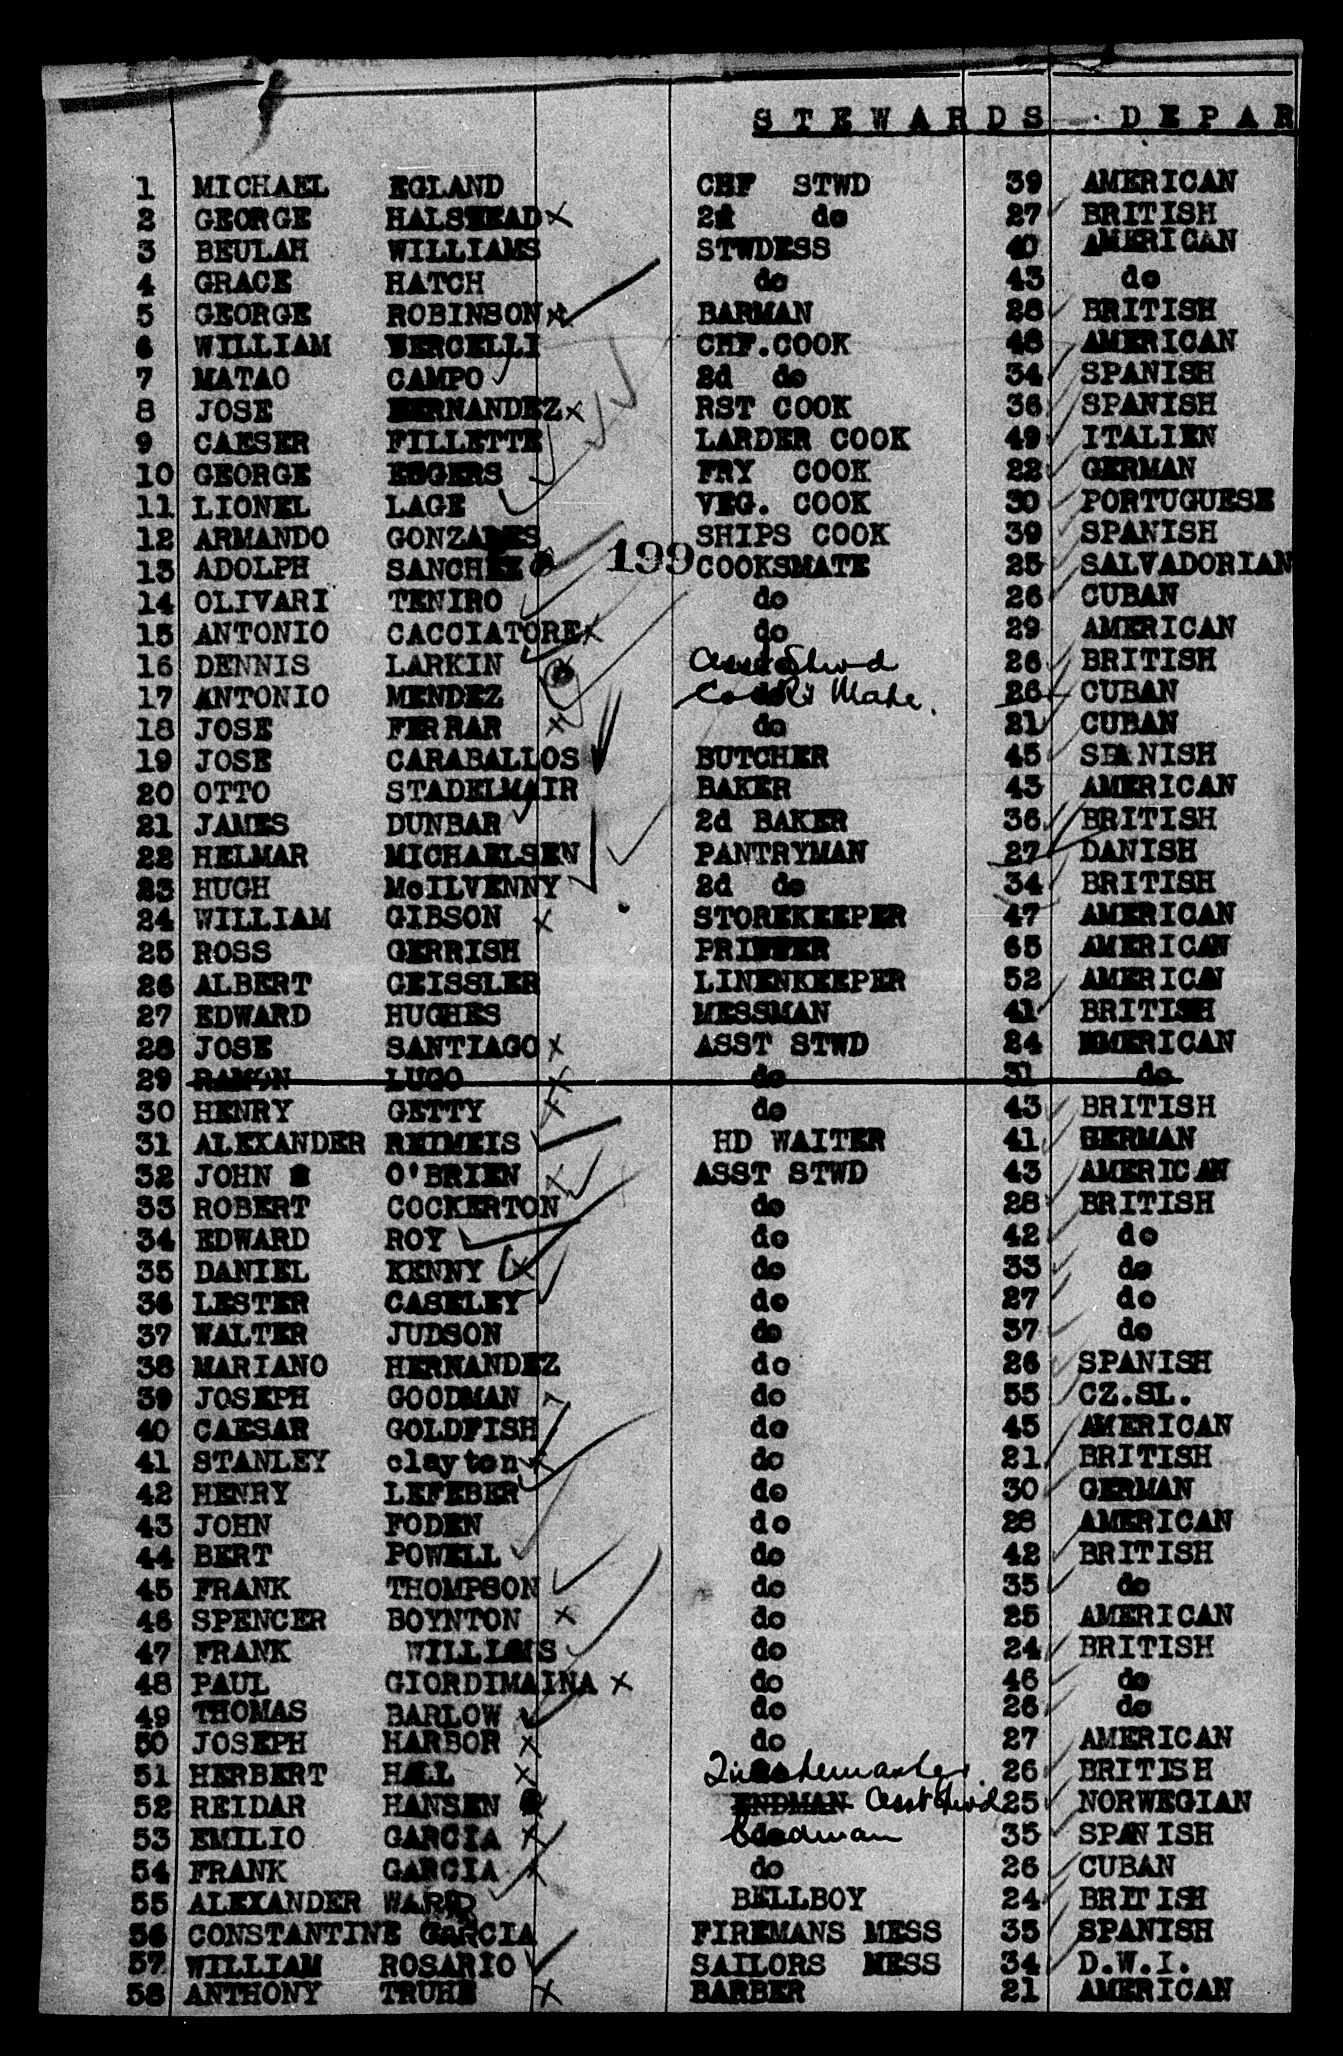 STEWARDS DEPAR
1 MICHAEL EGLAND CHF STWD 39 AMERICAN
2 GEORGE HALSTEAD x 2d do 27 BRITISH
3 BEULAH WILLIAMS STWDESS 40 AMERICAN
4 GRACE HATCH do 43 do
5 GEORGE ROBINSON x BARMAN 28 BRITISH
6 WILLIAM VERCELLI CHF.COOK 48 AMERICAN
7 MATAO CAMPO 2d do 34 SPANISH
8 JOSE HERNANDEZ x RST COOK 36 SPANISH
9 CAESER FILLETTE LARDER COOK 49 ITALIEN
10 GEORGE EGGERS FRY COOK 22 GERMAN
11 LIONEL LAGE VEG. COOK 30 PORTUGUESE
12 ARMANDO GONZALES SHIPS COOK 39 SPANISH
199
13 ADOLPH SANCHEZ COOKSMATE 25 SALVADORIAN
14 OLIVARI TENIRO do 26 CUBAN
15 ANTONIO CACCIATORE x do 29 AMERICAN
16 DENNIS LARKIN Asst Stwd 26 BRITISH
17 ANTONIO MENDEZ Cook's Mate. 26 CUBAN
18 JOSE FERRAR x do 21 CUBAN
19 JOSE CARABALLOS BUTCHER 45 SPANISH
20 OTTO STADELMAIR BAKER 43 AMERICAN
21 JAMES DUNBAR 2d BAKER 36 BRITISH
22 HELMAR MICHAELSEN PANTRYMAN 27 DANISH
23 HUGH McILVENNY 2d do 34 BRITISH
24 WILLIAM GIBSON x STOREKEEPER 47 AMERICAN
25 ROSS GERRISH PRINTER 65 AMERICAN
26 ALBERT GEISSLER LINENKEEPER 52 AMERICAN
27 EDWARD HUGHES MESSMAN 41 BRITISH
28 JOSE SANTIAGO x ASST STWD 24 AMERICAN
29 RAMON LUGO x do 31 do
30 HENRY GETTY x do 43 BRITISH
31 ALEXANDER REIMEIS HD WAITER 41 GERMAN
32 JOHN O'BRIEN x ASST STWD 43 AMERICAN
33 ROBERT COCKERTON do 28 BRITISH
34 EDWARD ROY do 42 do
35 DANIEL KENNY x do 33 do
36 LESTER CASELEY do 27 do
37 WALTER JUDSON do 37 do
38 MARIANO HERNANDEZ do 26 SPANISH
39 JOSEPH GOODMAN do 55 CZ.SL.
40 CAESAR GOLDFISH do 45 AMERICAN
41 STANLEY clayton x do 21 BRITISH
42 HENRY LEFEBER do 30 GERMAN
43 JOHN FODEN do 28 AMERICAN
44 BERT POWELL do 42 BRITISH
45 FRANK THOMPSON do 35 do
46 SPENCER BOYNTON x do 25 AMERICAN
47 FRANK WILLIAMS do 24 BRITISH
48 PAUL GIORDIMAINA x do 46 do
49 THOMAS BARLOW do 26 do
50 JOSEPH HARBOR x do 27 AMERICAN
51 HERBERT HALL x Quartermaster. 26 BRITISH
52 REIDAR HANSEN ENDMAN Asst Stwd 25 NORWEGIAN
53 EMILIO GARCIA x Endman 35 SPANISH
54 FRANK GARCIA x do 26 CUBAN
55 ALEXANDER WARD BELLBOY 24 BRITISH
56 CONSTANTINE GARCIA FIREMANS MESS 35 SPANISH
57 WILLIAM ROSARIO SAILORS MESS 34 D.W.I.
58 ANTHONY TRUHE x BARBER 21 AMERICAN